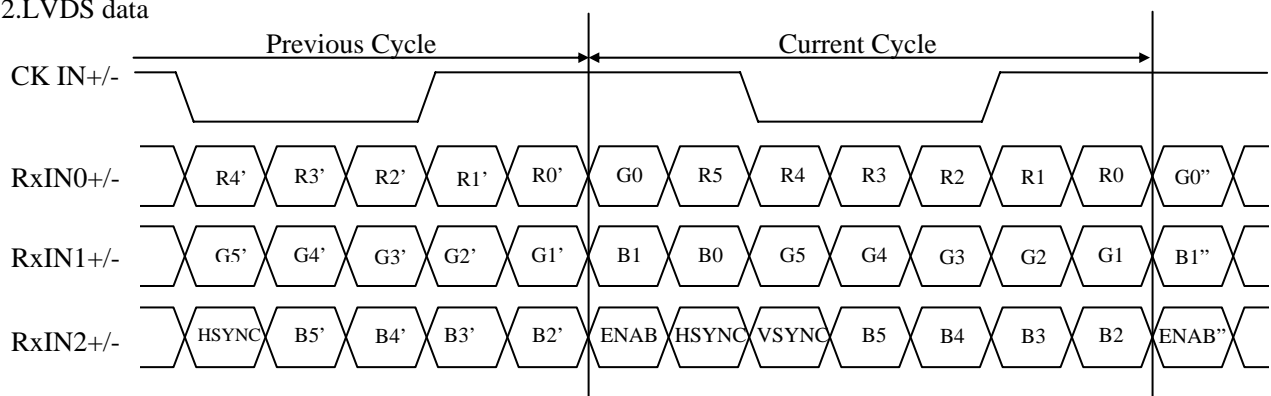 2.LVDS data
Previous Cycle Current Cycle
CK IN+/-
RxIN0+/- R4’ R3’ R2’ R1’ R0’ G0 R5 R4 R3 R2 R1 R0 G0”
RxIN1+/- G5’ G4’ G3’ G2’ G1’ B1 B0 G5 G4 G3 G2 G1 B1”
RxIN2+/- HSYNC B5’ B4’ B3’ B2’ ENAB HSYNC VSYNC B5 B4 B3 B2 ENAB”